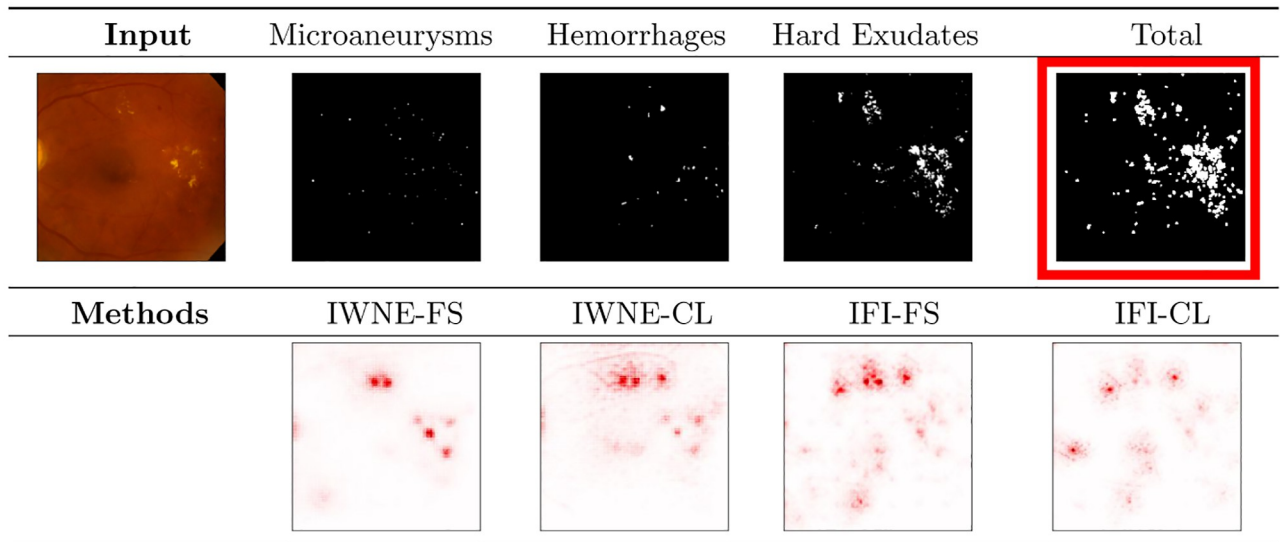 Input Microaneurysms Hemorrhages Hard Exudates Total
Methods IWNE-FS IWNE-CL IFI-FS IFI-CL